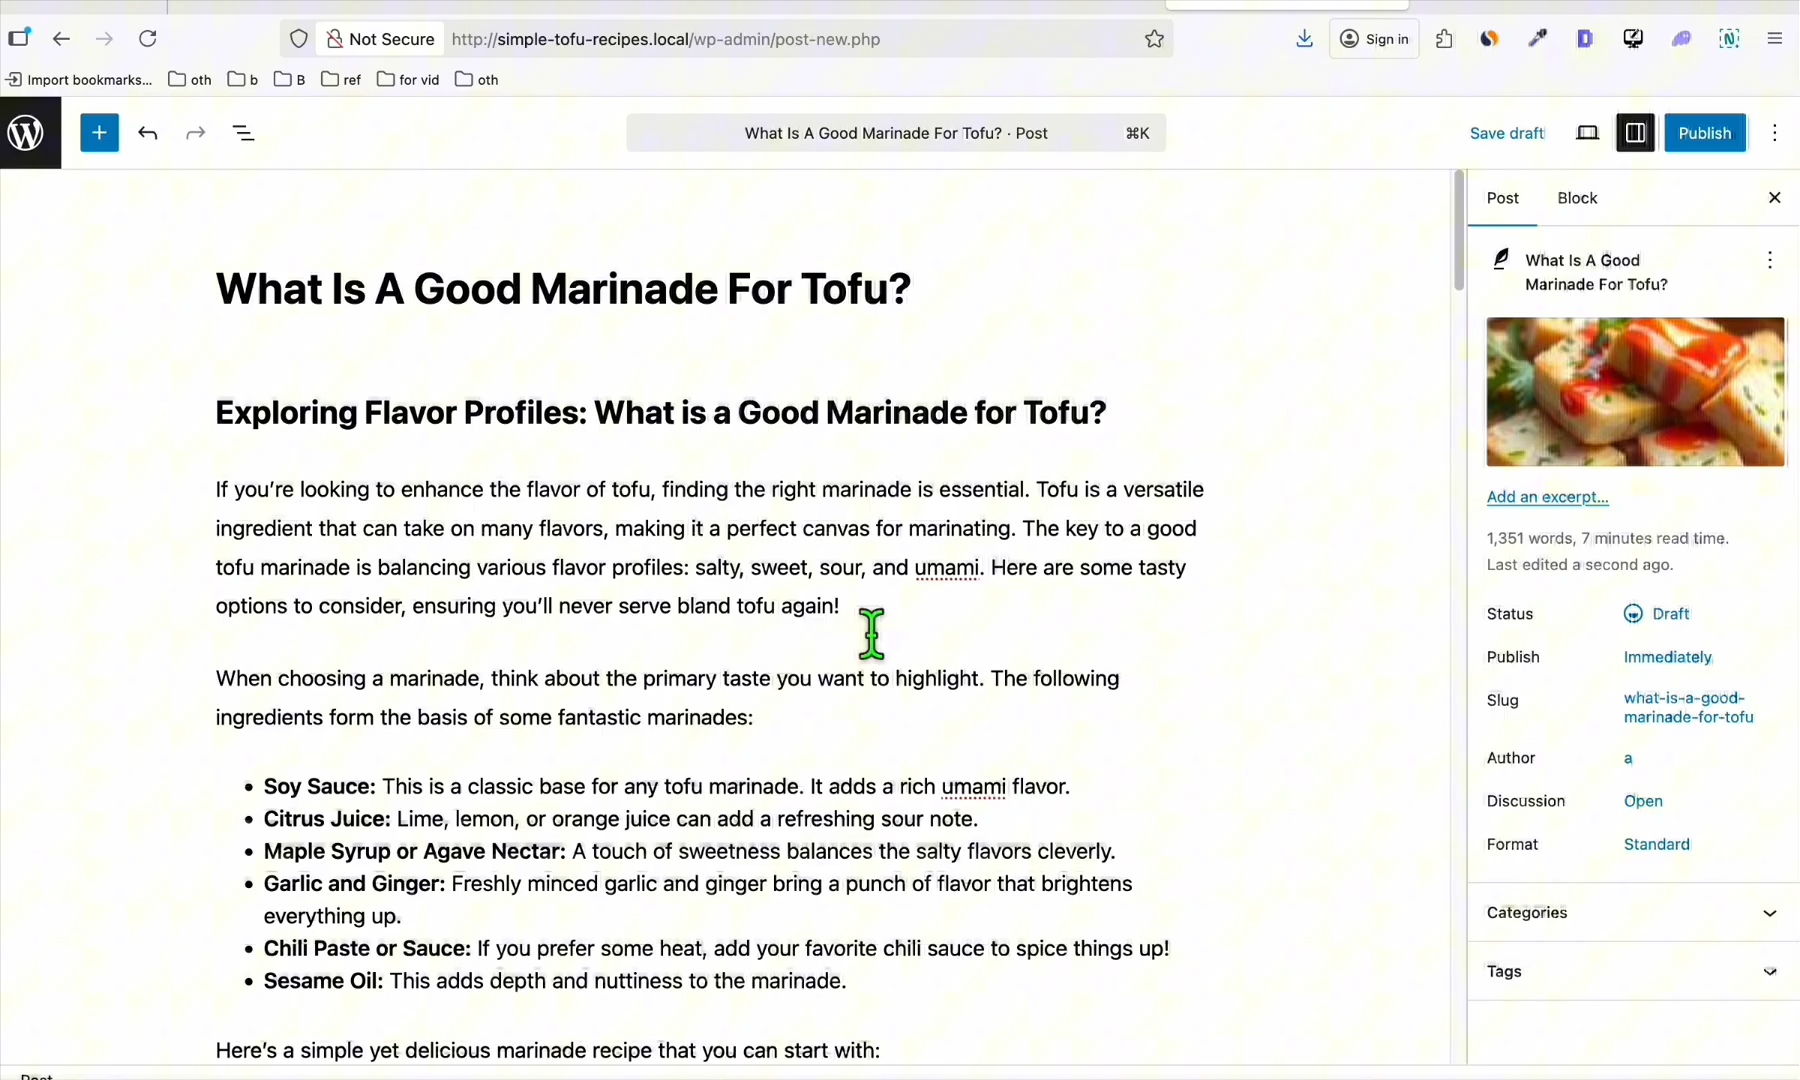 Not Secure
http://simple-tofu-recipes.local/wp-admin/post-new.php
Sign in
Import bookmarks...
oth
b
B
ref
for vid
oth
What Is A Good Marinade For Tofu? · Post
⌘K
Save draft
Publish
What Is A Good Marinade For Tofu?
Exploring Flavor Profiles: What is a Good Marinade for Tofu?
If you’re looking to enhance the flavor of tofu, finding the right marinade is essential. Tofu is a versatile
ingredient that can take on many flavors, making it a perfect canvas for marinating. The key to a good
tofu marinade is balancing various flavor profiles: salty, sweet, sour, and umami. Here are some tasty
options to consider, ensuring you’ll never serve bland tofu again!
When choosing a marinade, think about the primary taste you want to highlight. The following
ingredients form the basis of some fantastic marinades:
• Soy Sauce: This is a classic base for any tofu marinade. It adds a rich umami flavor.
• Citrus Juice: Lime, lemon, or orange juice can add a refreshing sour note.
• Maple Syrup or Agave Nectar: A touch of sweetness balances the salty flavors cleverly.
• Garlic and Ginger: Freshly minced garlic and ginger bring a punch of flavor that brightens
everything up.
• Chili Paste or Sauce: If you prefer some heat, add your favorite chili sauce to spice things up!
• Sesame Oil: This adds depth and nuttiness to the marinade.
Here’s a simple yet delicious marinade recipe that you can start with:
Post
Block
What Is A Good
Marinade For Tofu?
Add an excerpt...
1,351 words, 7 minutes read time.
Last edited a second ago.
Status
Draft
Publish
Immediately
Slug
what-is-a-good-
marinade-for-tofu
Author
a
Discussion
Open
Format
Standard
Categories
Tags